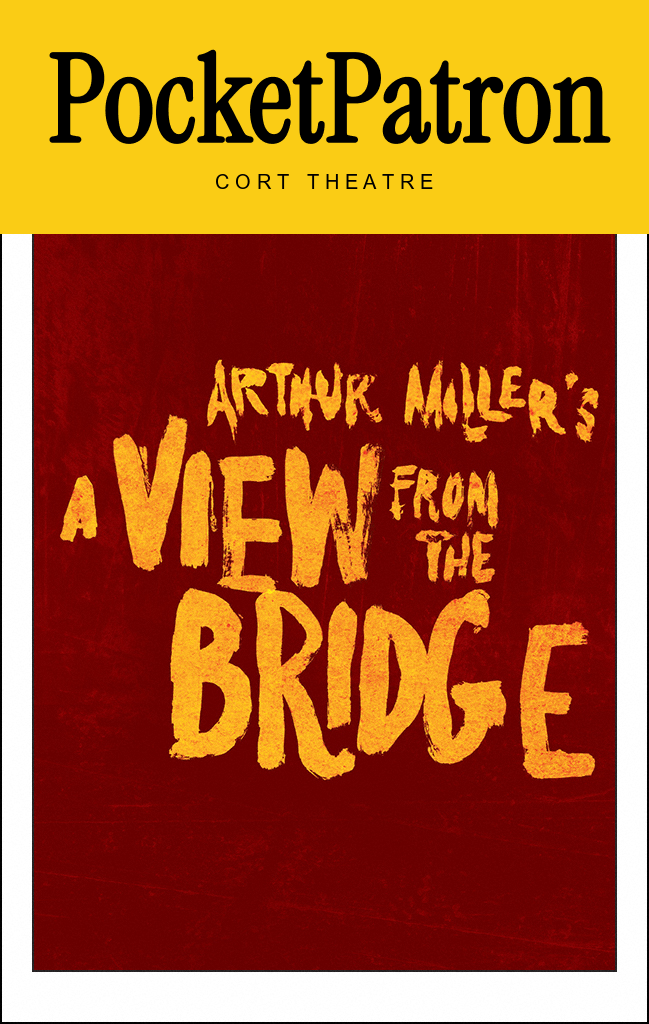 PocketPatron
CORT THEATRE
ARTHUR MILLER'S
A VIEW FROM
THE
BRIDGE